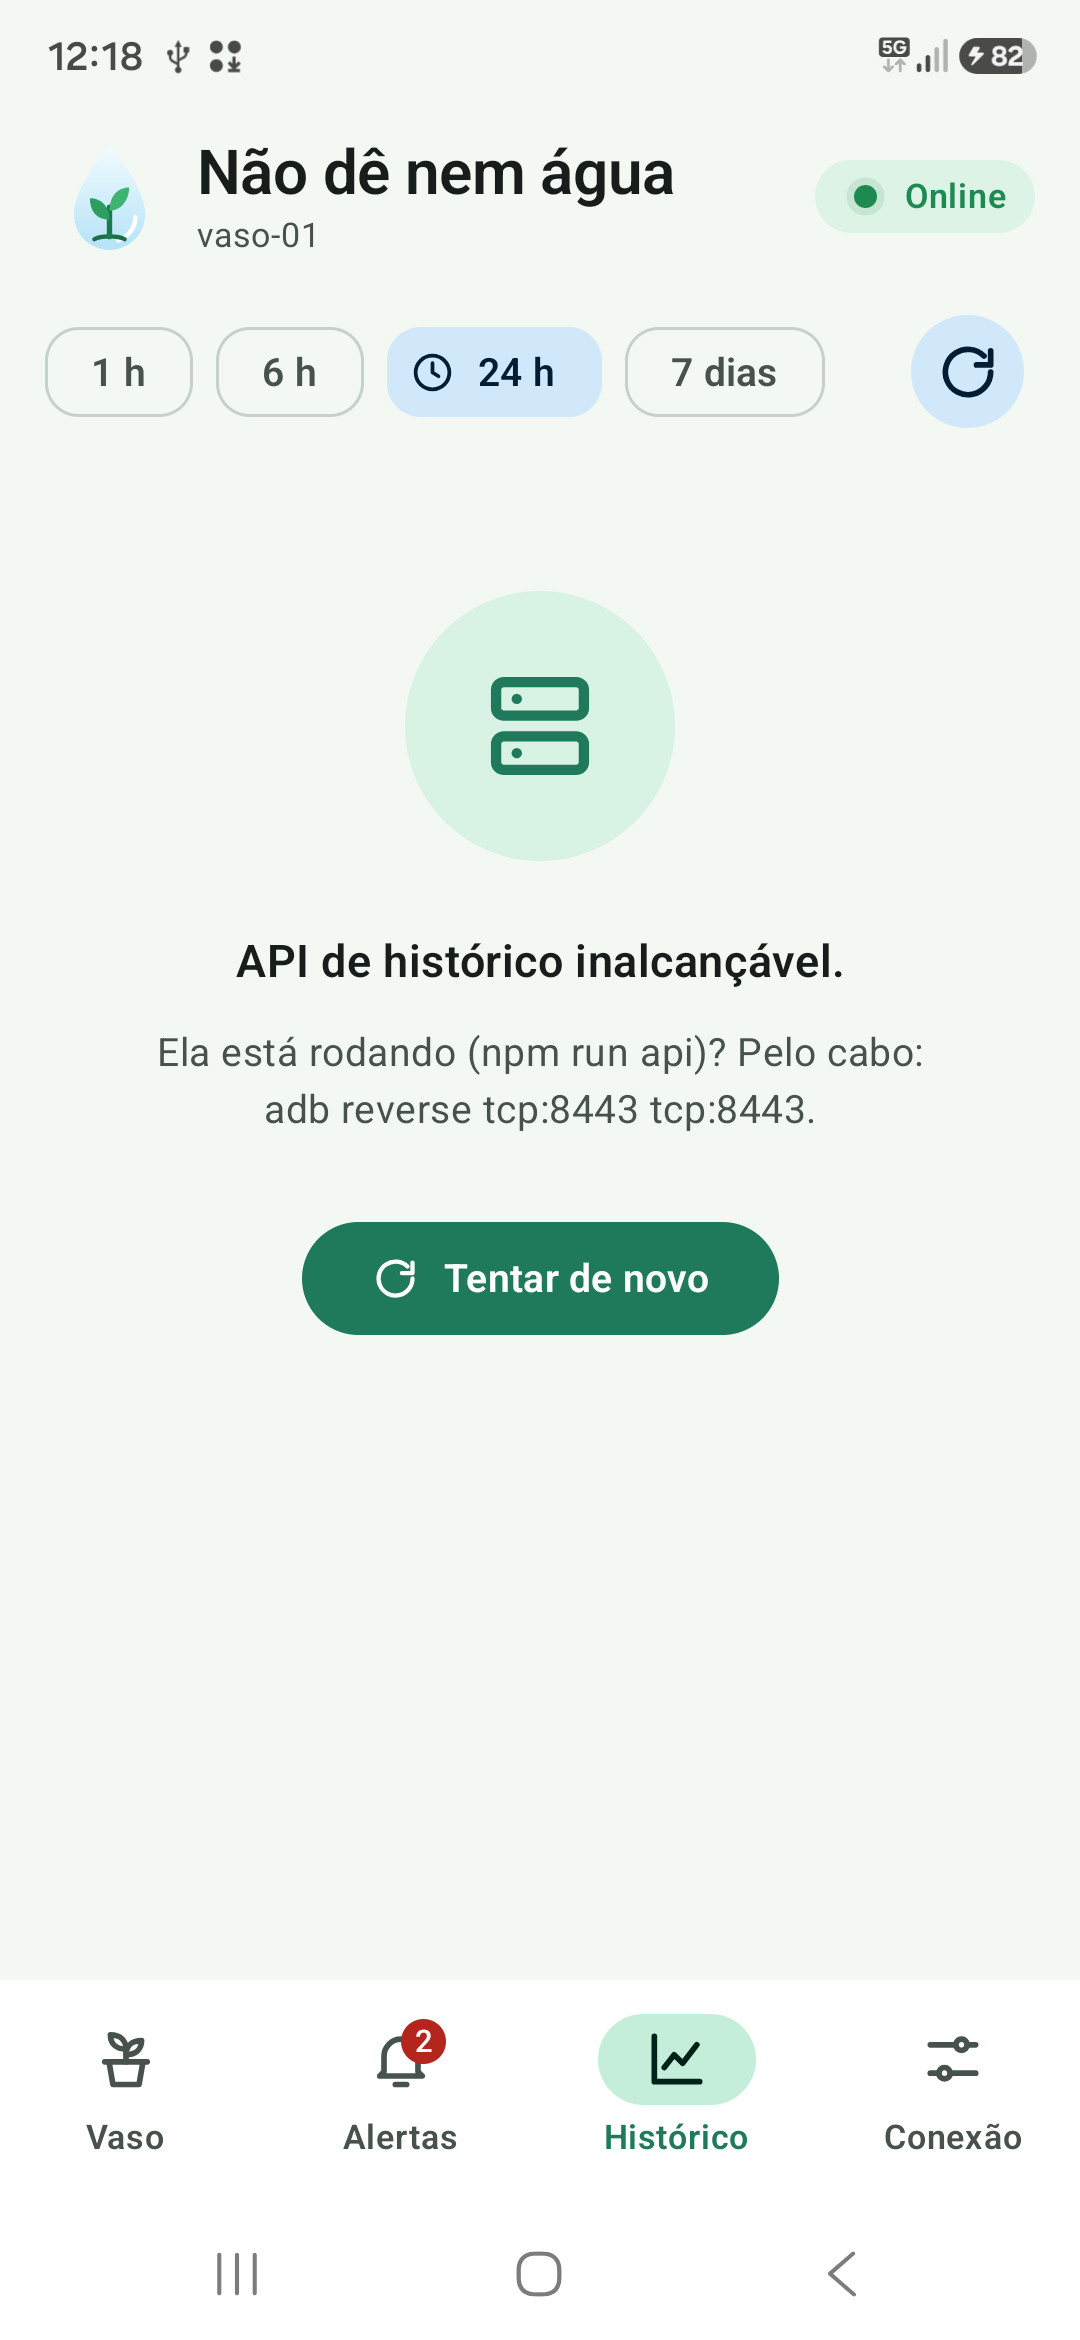 12:18
5G
82
Não dê nem água
vaso-01
Online
1 h
6 h
24 h
7 dias
API de histórico inalcançável.
Ela está rodando (npm run api)? Pelo cabo:
adb reverse tcp:8443 tcp:8443.
Tentar de novo
2
Vaso
Alertas
Histórico
Conexão